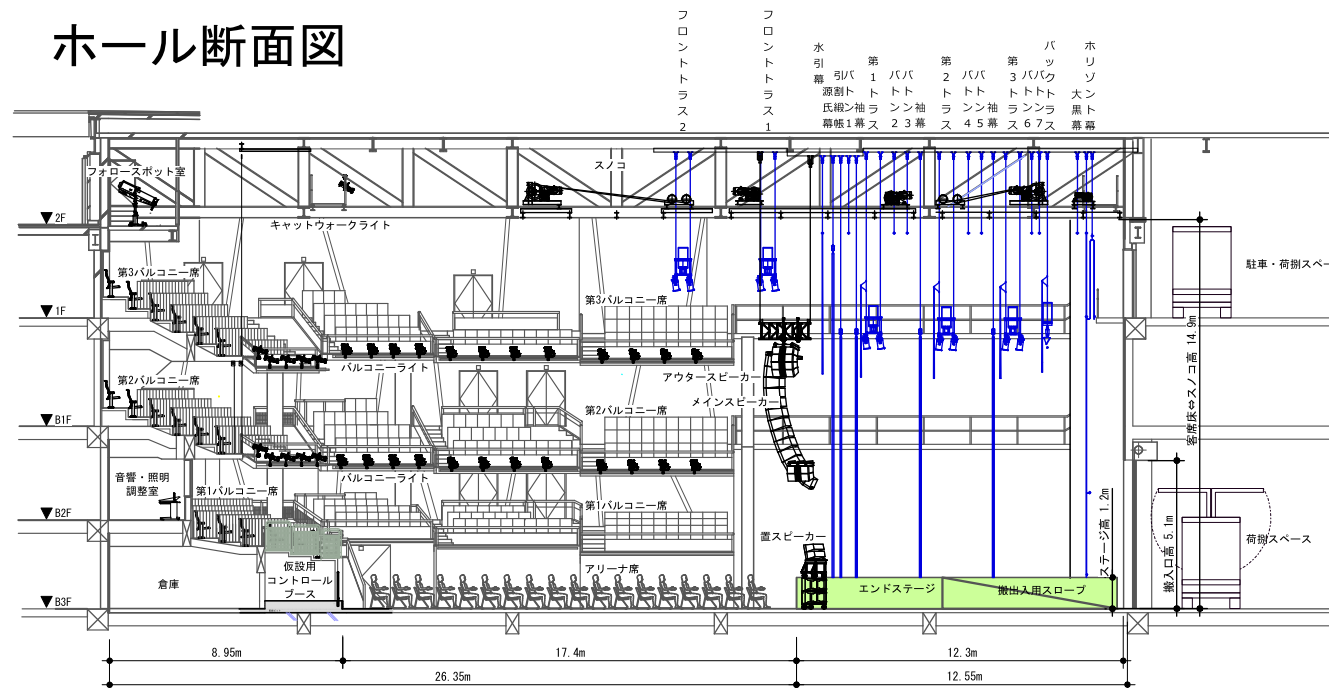 ホール断面図
フロントトラス2
フロントトラス1
水引幕
源氏幕
引割緞帳
バトン1
袖幕
第1トラス
バトン2
バトン3
袖幕
第2トラス
バトン4
バトン5
袖幕
第3トラス
バトン6
バトン7
バックトラス
大黒幕
ホリゾント幕
フォロースポット室
スノコ
2F
キャットウォークライト
第3バルコニー席
駐車・荷捌スペー
第3バルコニー席
1F
客席床⇔スノコ高 14.9m
バルコニーライト
アウタースピーカー
第2バルコニー席
メインスピーカー
第2バルコニー席
B1F
バルコニーライト
音響・照明
調整室
第1バルコニー席
第1バルコニー席
B2F
ステージ高 1.2m
搬入口高 5.1m
置スピーカー
荷捌スペース
仮設用
コントロール
ブース
倉庫
アリーナ席
エンドステージ
搬出入用スロープ
B3F
8.95m
17.4m
12.3m
26.35m
12.55m